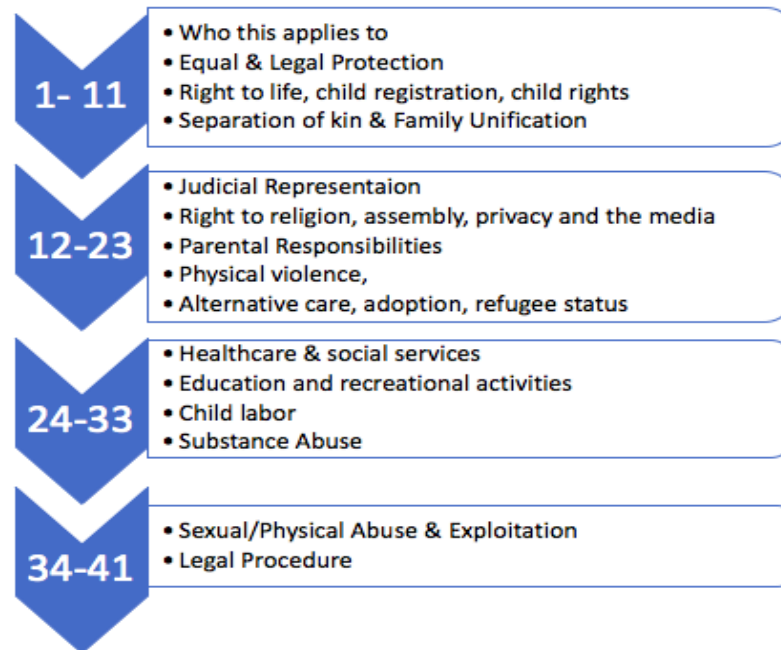 1- 11
• Who this applies to
• Equal & Legal Protection
• Right to life, child registration, child rights
• Separation of kin & Family Unification
12-23
• Judicial Representaion
• Right to religion, assembly, privacy and the media
• Parental Responsibilities
• Physical violence,
• Alternative care, adoption, refugee status
24-33
• Healthcare & social services
• Education and recreational activities
• Child labor
• Substance Abuse
34-41
• Sexual/Physical Abuse & Exploitation
• Legal Procedure